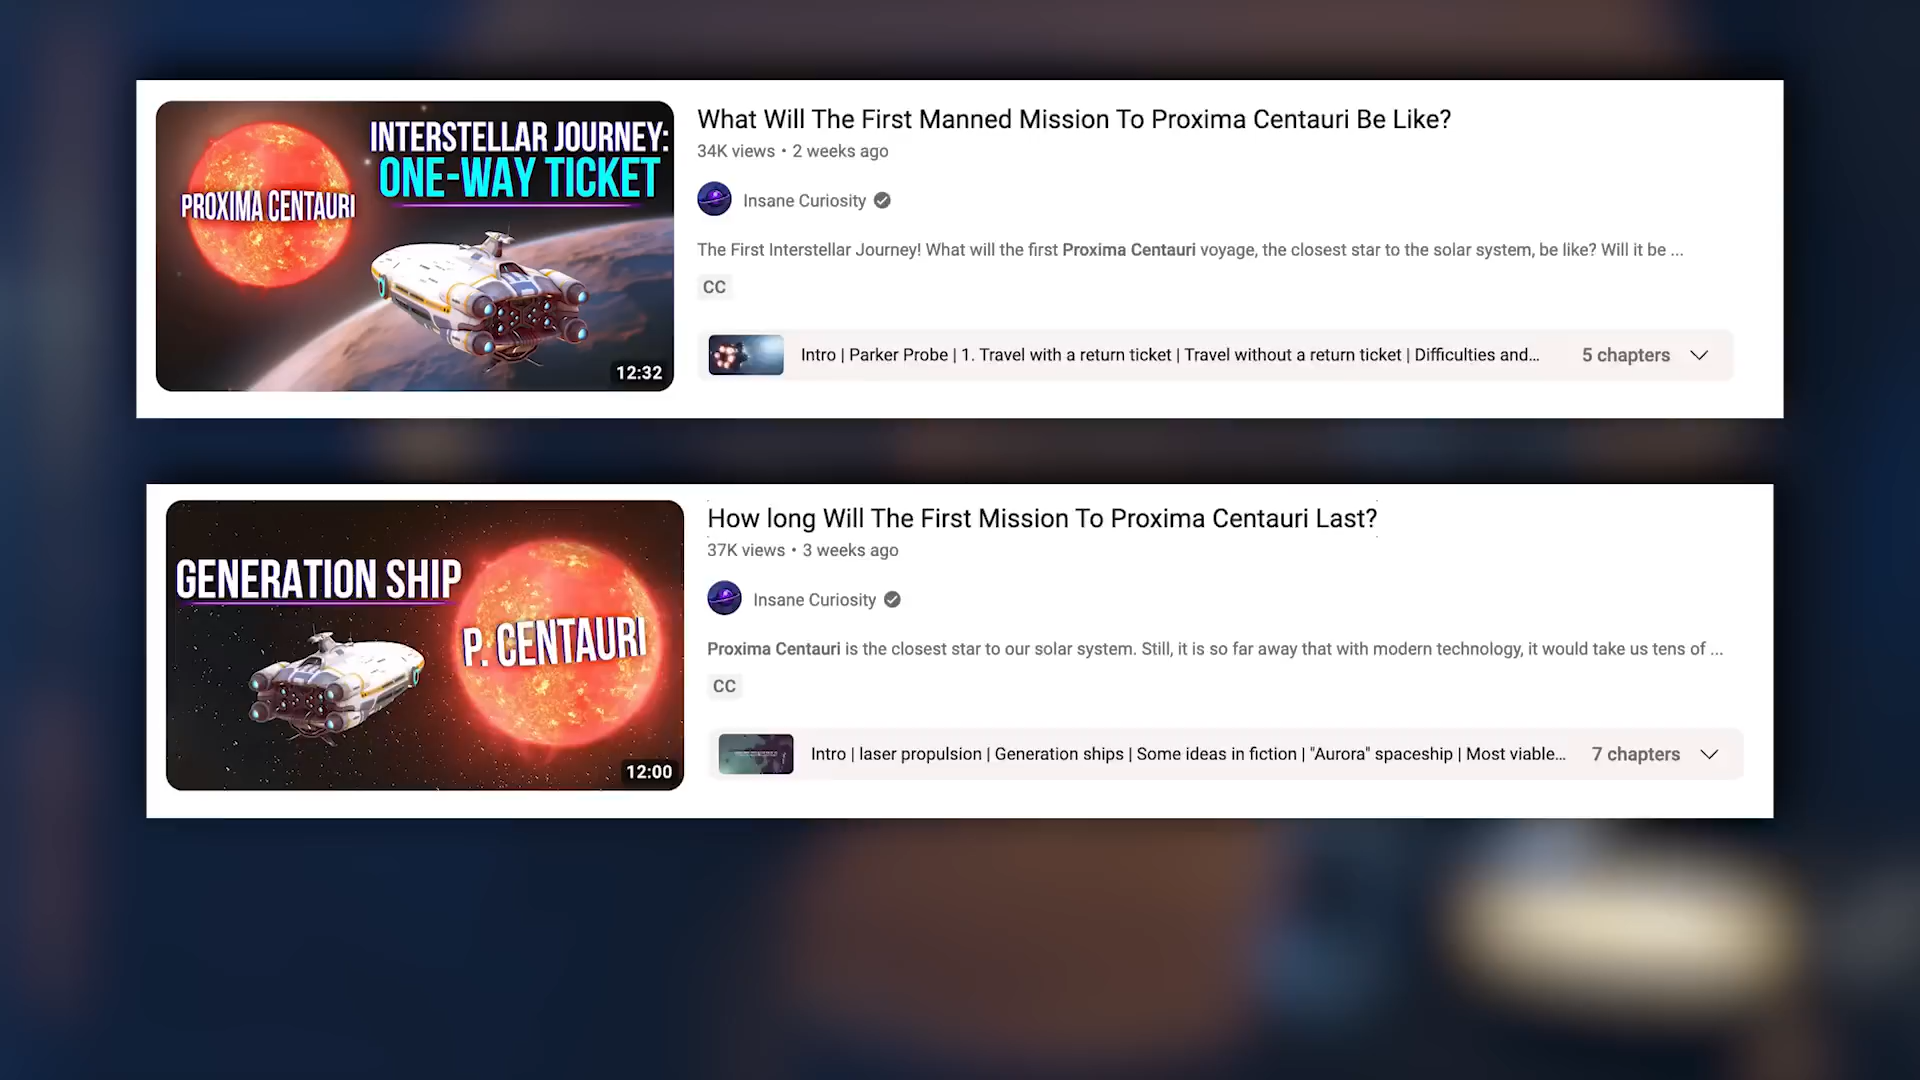 INTERSTELLAR JOURNEY:
ONE-WAY TICKET
PROXIMA CENTAURI
12:32
What Will The First Manned Mission To Proxima Centauri Be Like?
34K views • 2 weeks ago
Insane Curiosity
The First Interstellar Journey! What will the first Proxima Centauri voyage, the closest star to the solar system, be like? Will it be ...
CC
Intro | Parker Probe | 1. Travel with a return ticket | Travel without a return ticket | Difficulties and...
5 chapters
GENERATION SHIP
P. CENTAURI
12:00
How long Will The First Mission To Proxima Centauri Last?
37K views • 3 weeks ago
Insane Curiosity
Proxima Centauri is the closest star to our solar system. Still, it is so far away that with modern technology, it would take us tens of ...
CC
Intro | laser propulsion | Generation ships | Some ideas in fiction | "Aurora" spaceship | Most viable...
7 chapters